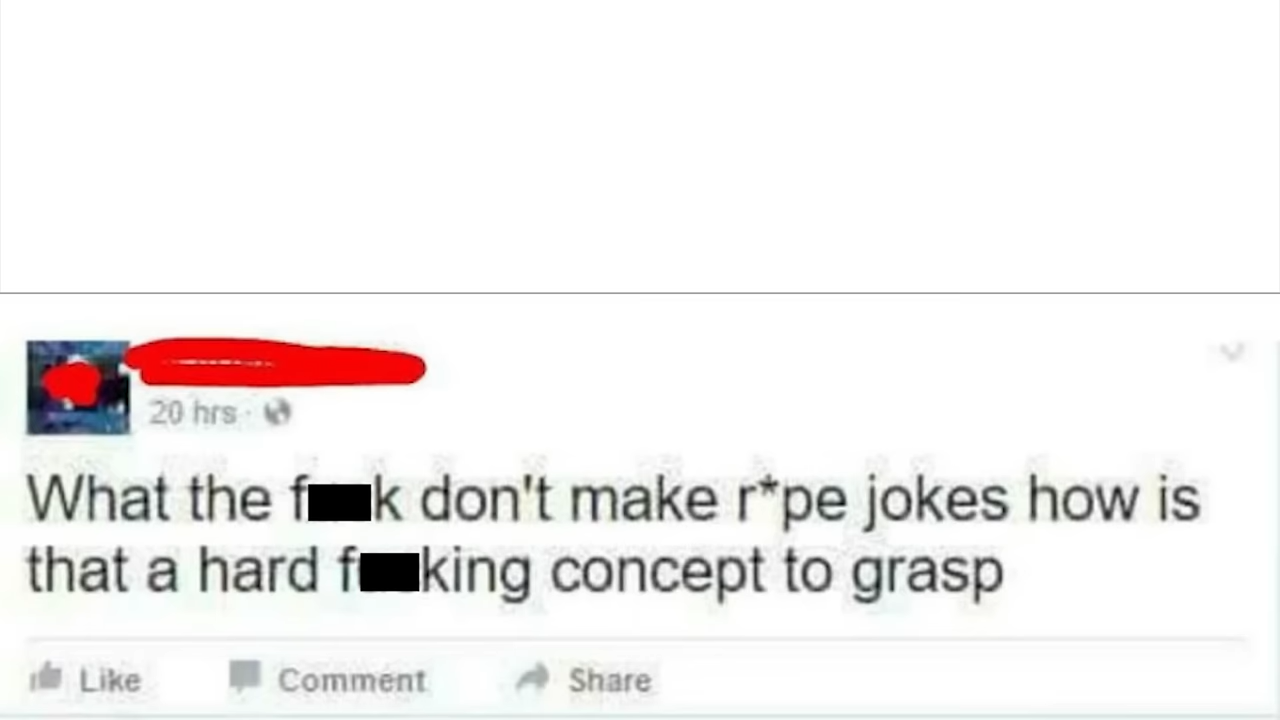 20 hrs ·
What the f██k don't make r*pe jokes how is
that a hard f██king concept to grasp
Like Comment Share